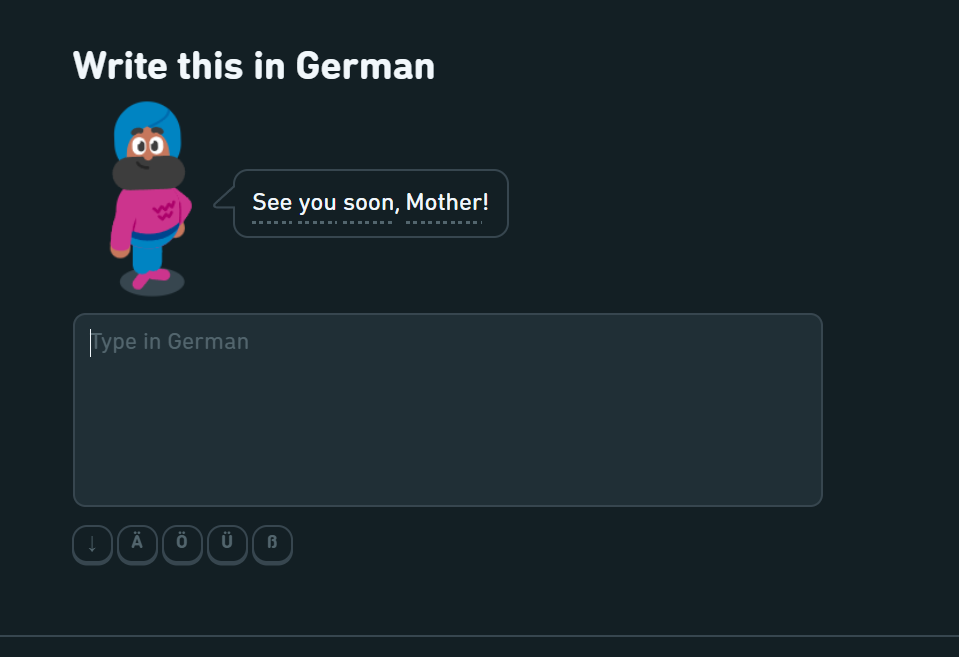 Write this in German
See you soon, Mother!
Type in German
↓ Ä Ö Ü ß